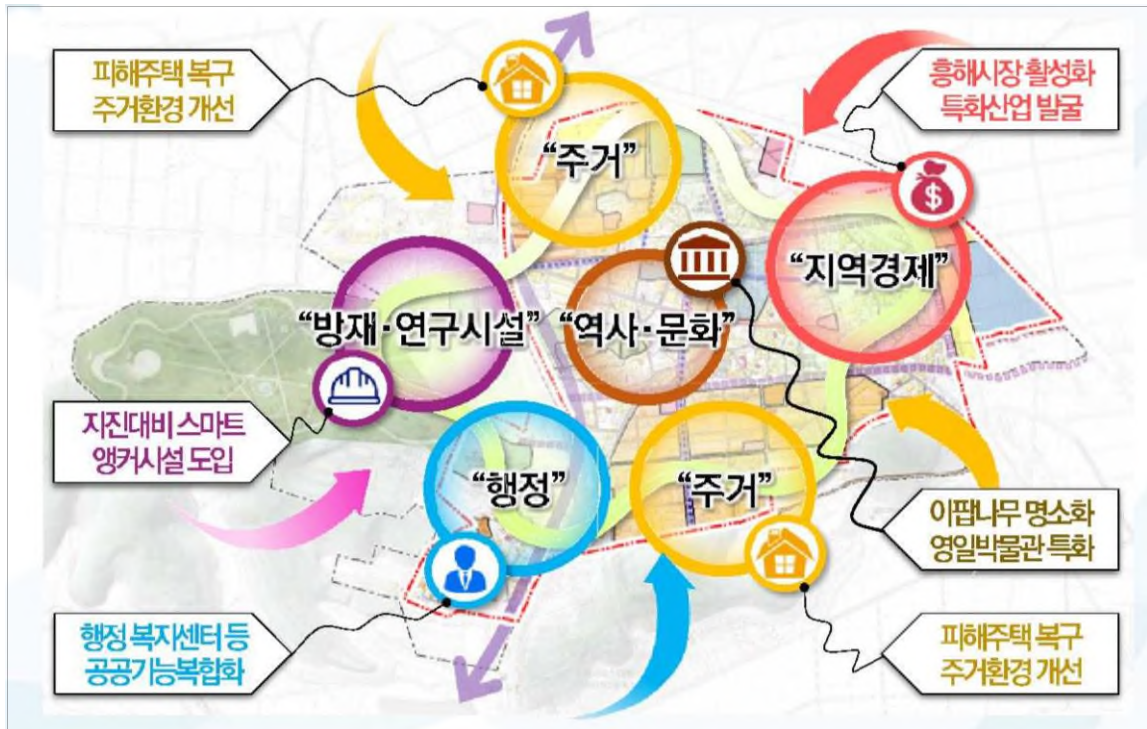 피해주택 복구
주거환경 개선
흥해시장 활성화
특화산업 발굴
“주거”
“지역경제”
“방재·연구시설”
“역사·문화”
지진대비 스마트
앵커시설 도입
“행정”
“주거”
이팝나무 명소화
영일박물관 특화
행정 복지센터 등
공공기능복합화
피해주택 복구
주거환경 개선